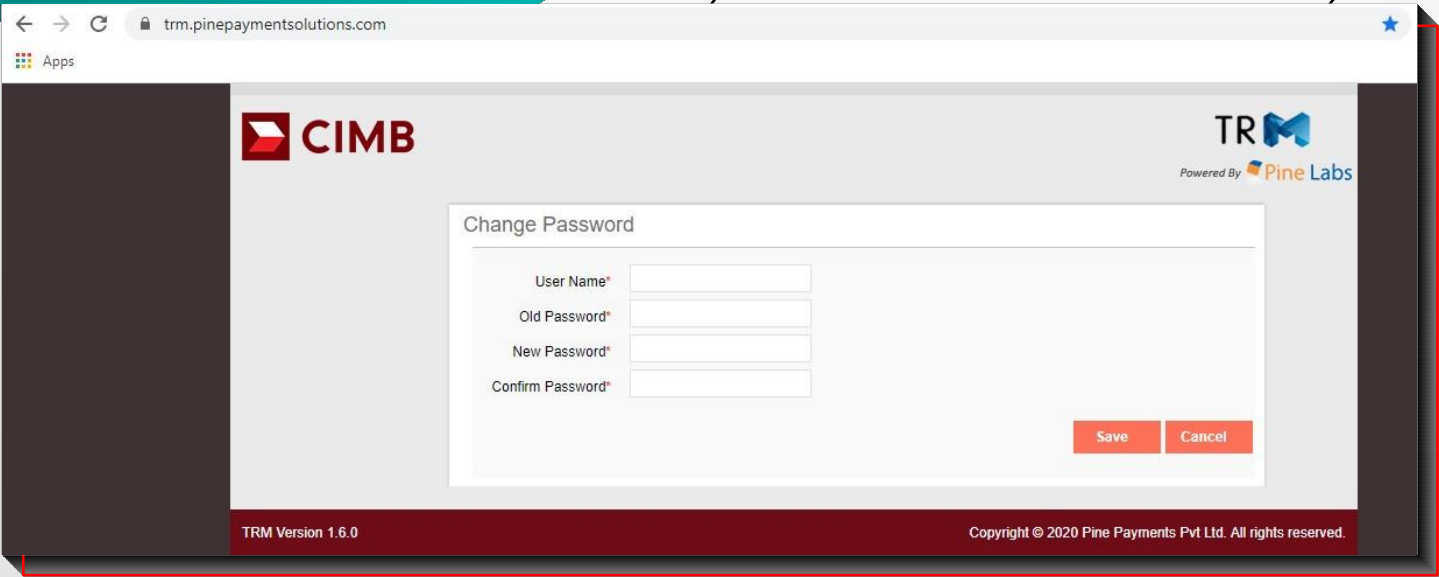 trm.pinepaymentsolutions.com
Apps
CIMB
TRM
Powered By Pine Labs
Change Password
User Name*
Old Password*
New Password*
Confirm Password*
Save Cancel
TRM Version 1.6.0
Copyright © 2020 Pine Payments Pvt Ltd. All rights reserved.